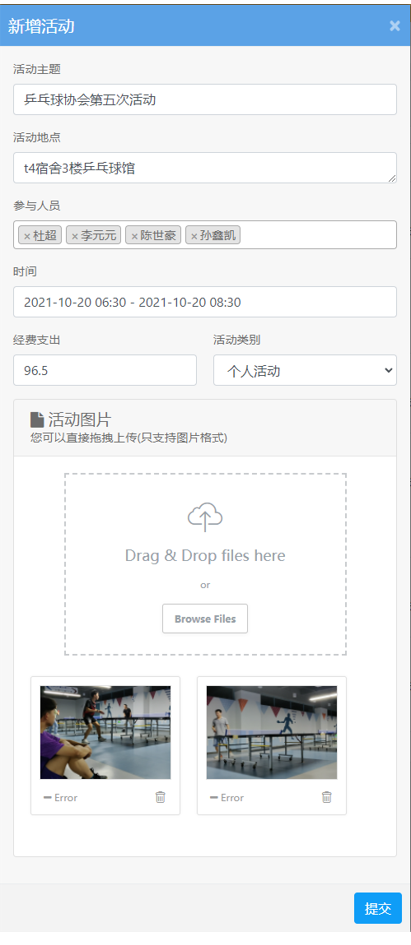 新增活动 ×
活动主题
乒乓球协会第五次活动
活动地点
t4宿舍3楼乒乓球馆
参与人员
×杜超 ×李元元 ×陈世豪 ×孙鑫凯
时间
2021-10-20 06:30 - 2021-10-20 08:30
经费支出 活动类别
96.5 个人活动
活动图片
您可以直接拖拽上传(只支持图片格式)
Drag & Drop files here
or
Browse Files
Error Error
提交